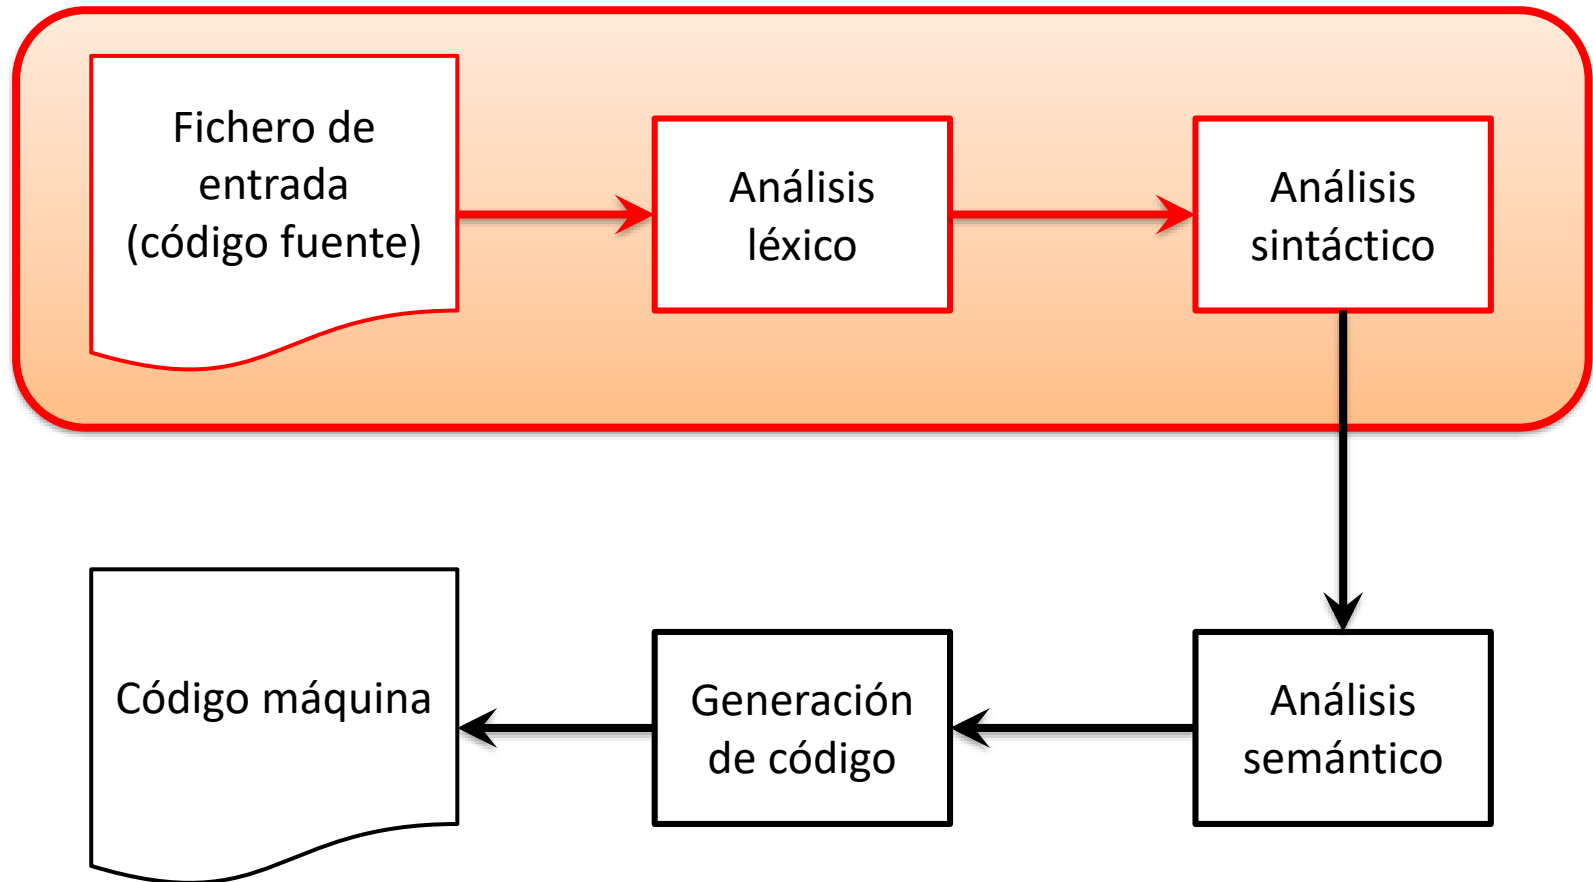 Fichero de
entrada
(código fuente)
Análisis
léxico
Análisis
sintáctico
Código máquina
Generación
de código
Análisis
semántico